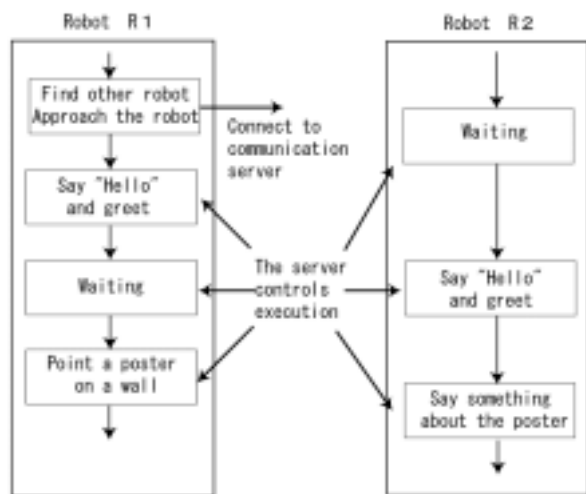 Robot R1
Find other robot
Approach the robot
Connect to
communication
server
Say "Hello"
and greet
Waiting
Point a poster
on a wall
The server
controls
execution
Robot R2
Waiting
Say "Hello"
and greet
Say something
about the poster